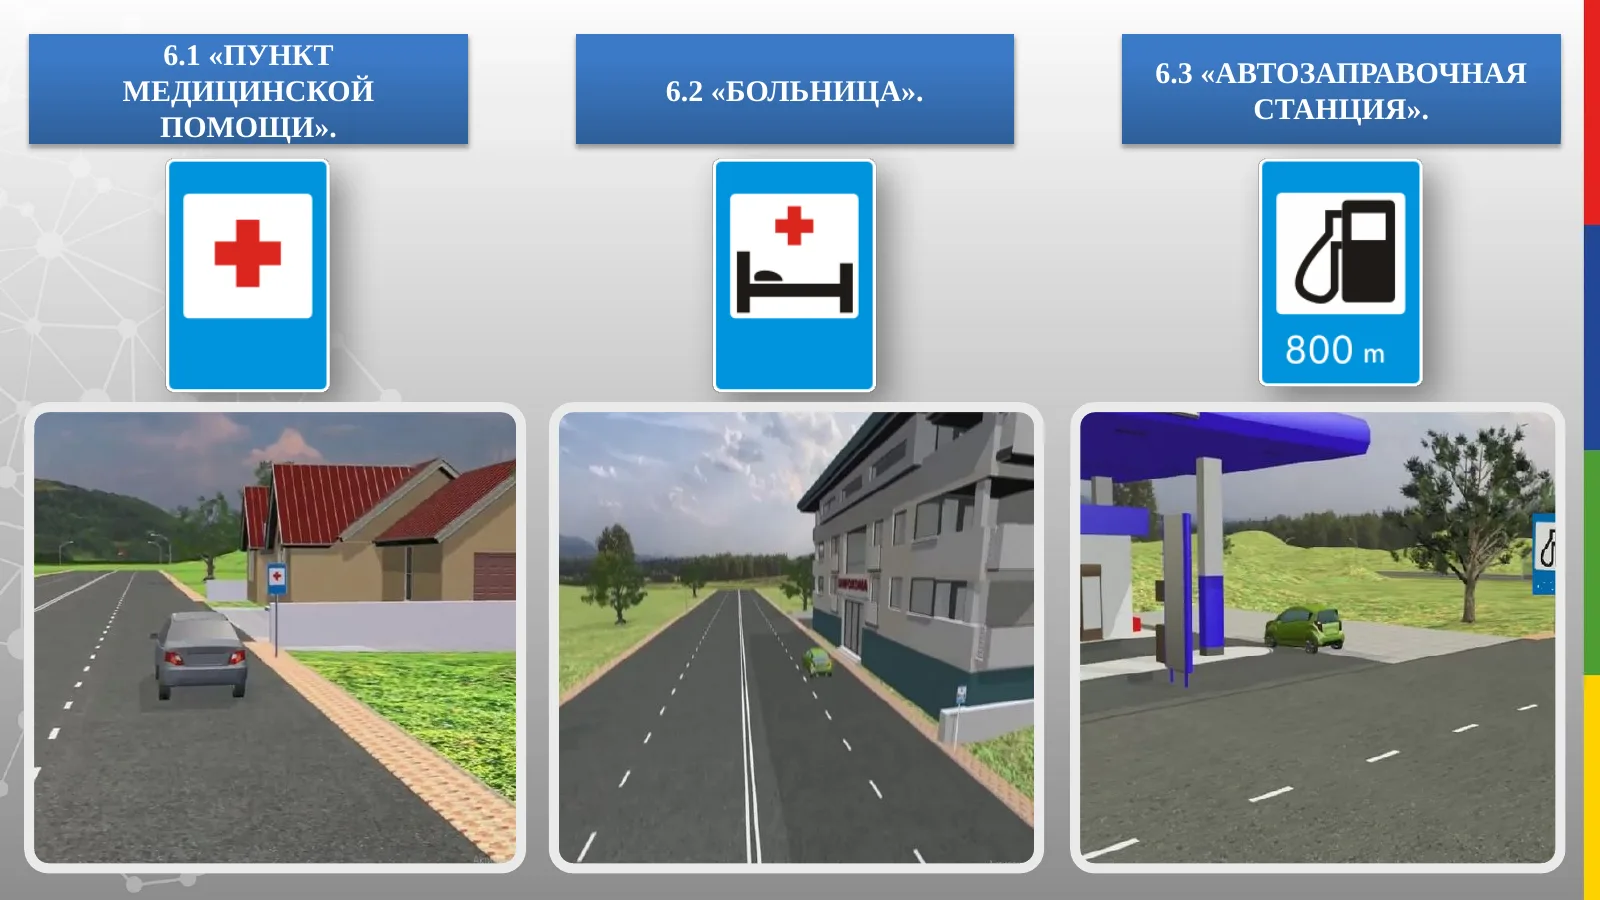 6.1 «ПУНКТ
МЕДИЦИНСКОЙ
ПОМОЩИ».
6.2 «БОЛЬНИЦА».
6.3 «АВТОЗАПРАВОЧНАЯ
СТАНЦИЯ».
800 m